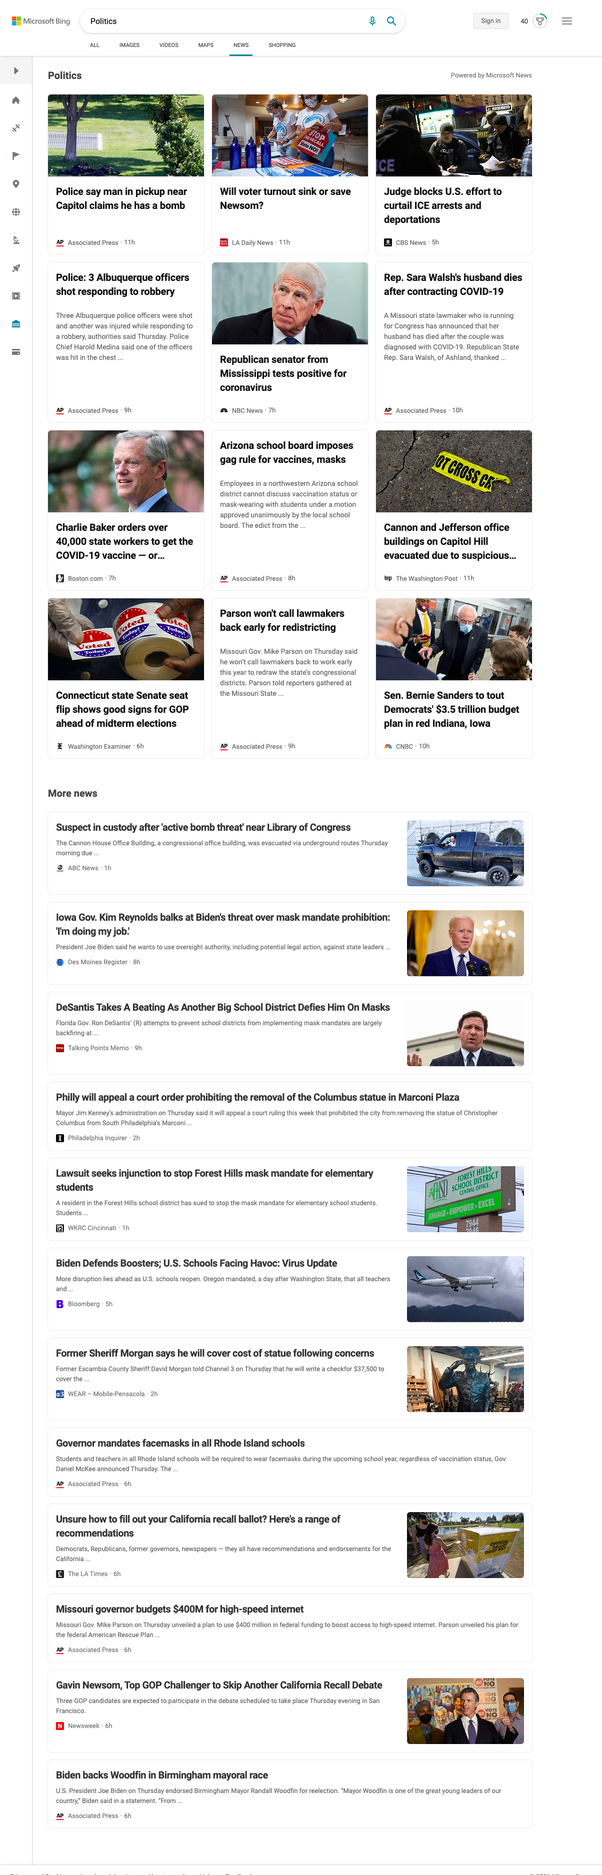 Microsoft Bing
Politics
Sign in
40
ALL
IMAGES
VIDEOS
MAPS
NEWS
SHOPPING
Politics
Powered by Microsoft News
Police say man in pickup near
Capitol claims he has a bomb
AP Associated Press · 11h
Will voter turnout sink or save
Newsom?
LA Daily News · 11h
ICE
Judge blocks U.S. effort to
curtail ICE arrests and
deportations
CBS News · 5h
Police: 3 Albuquerque officers
shot responding to robbery
Three Albuquerque police officers were shot
and another was injured while responding to
a robbery, authorities said Thursday. Police
Chief Harold Medina said one of the officers
was hit in the chest ...
AP Associated Press · 9h
Republican senator from
Mississippi tests positive for
coronavirus
NBC News · 7h
Rep. Sara Walsh's husband dies
after contracting COVID-19
A Missouri state lawmaker who is running
for Congress has announced that her
husband has died after the couple was
diagnosed with COVID-19. Republican State
Rep. Sara Walsh, of Ashland, thanked ...
AP Associated Press · 10h
Charlie Baker orders over
40,000 state workers to get the
COVID-19 vaccine — or...
Boston.com · 7h
Arizona school board imposes
gag rule for vaccines, masks
Employees in a northwestern Arizona school
district cannot discuss vaccination status or
mask-wearing with students under a motion
approved unanimously by the local school
board. The edict from the ...
AP Associated Press · 8h
OT CROSS
Cannon and Jefferson office
buildings on Capitol Hill
evacuated due to suspicious...
wp The Washington Post · 11h
I Voted Today!
Voted
Voted Today!
Connecticut state Senate seat
flip shows good signs for GOP
ahead of midterm elections
Washington Examiner · 6h
Parson won't call lawmakers
back early for redistricting
Missouri Gov. Mike Parson on Thursday said
he won't call lawmakers back to work early
this year to redraw the state's congressional
districts. Parson told reporters gathered at
the Missouri State ...
AP Associated Press · 9h
Sen. Bernie Sanders to tout
Democrats' $3.5 trillion budget
plan in red Indiana, Iowa
CNBC · 10h
More news
Suspect in custody after 'active bomb threat' near Library of Congress
The Cannon House Office Building, a congressional office building, was evacuated via underground routes Thursday
morning due ...
ABC News · 1h
Iowa Gov. Kim Reynolds balks at Biden's threat over mask mandate prohibition:
'I'm doing my job.'
President Joe Biden said he wants to use oversight authority, including potential legal action, against state leaders ...
Des Moines Register · 8h
DeSantis Takes A Beating As Another Big School District Defies Him On Masks
Florida Gov. Ron DeSantis' (R) attempts to prevent school districts from implementing mask mandates are largely
backfiring at ...
Talking Points Memo · 9h
Philly will appeal a court order prohibiting the removal of the Columbus statue in Marconi Plaza
Mayor Jim Kenney's administration on Thursday said it will appeal a court ruling this week that prohibited the city from removing the statue of Christopher
Columbus from South Philadelphia's Marconi ...
Philadelphia Inquirer · 2h
Lawsuit seeks injunction to stop Forest Hills mask mandate for elementary
students
A resident in the Forest Hills school district has sued to stop the mask mandate for elementary school students.
Students ...
WKRC Cincinnati · 1h
FOREST HILLS
SCHOOL DISTRICT
CENTRAL OFFICE
ENGAGE · EMPOWER · EXCEL
7944
Biden Defends Boosters; U.S. Schools Facing Havoc: Virus Update
More disruption lies ahead as U.S. schools reopen. Oregon mandated, a day after Washington State, that all teachers
and ...
B Bloomberg · 5h
Former Sheriff Morgan says he will cover cost of statue following concerns
Former Escambia County Sheriff David Morgan told Channel 3 on Thursday that he will write a checkfor $37,500 to
cover the ...
WEAR – Mobile-Pensacola · 2h
Governor mandates facemasks in all Rhode Island schools
Students and teachers in all Rhode Island schools will be required to wear facemasks during the upcoming school year, regardless of vaccination status, Gov.
Daniel McKee announced Thursday. The ...
AP Associated Press · 6h
Unsure how to fill out your California recall ballot? Here's a range of
recommendations
Democrats, Republicans, former governors, newspapers — they all have recommendations and endorsements for the
California ...
The LA Times · 6h
Missouri governor budgets $400M for high-speed internet
Missouri Gov. Mike Parson on Thursday unveiled a plan to use $400 million in federal funding to boost access to high-speed internet. Parson unveiled his plan for
the federal American Rescue Plan ...
AP Associated Press · 6h
Gavin Newsom, Top GOP Challenger to Skip Another California Recall Debate
Three GOP candidates are expected to participate in the debate scheduled to take place Thursday evening in San
Francisco.
N Newsweek · 6h
Biden backs Woodfin in Birmingham mayoral race
U.S. President Joe Biden on Thursday endorsed Birmingham Mayor Randall Woodfin for reelection. "Mayor Woodfin is one of the great young leaders of our
country," Biden said in a statement. "From ...
AP Associated Press · 6h